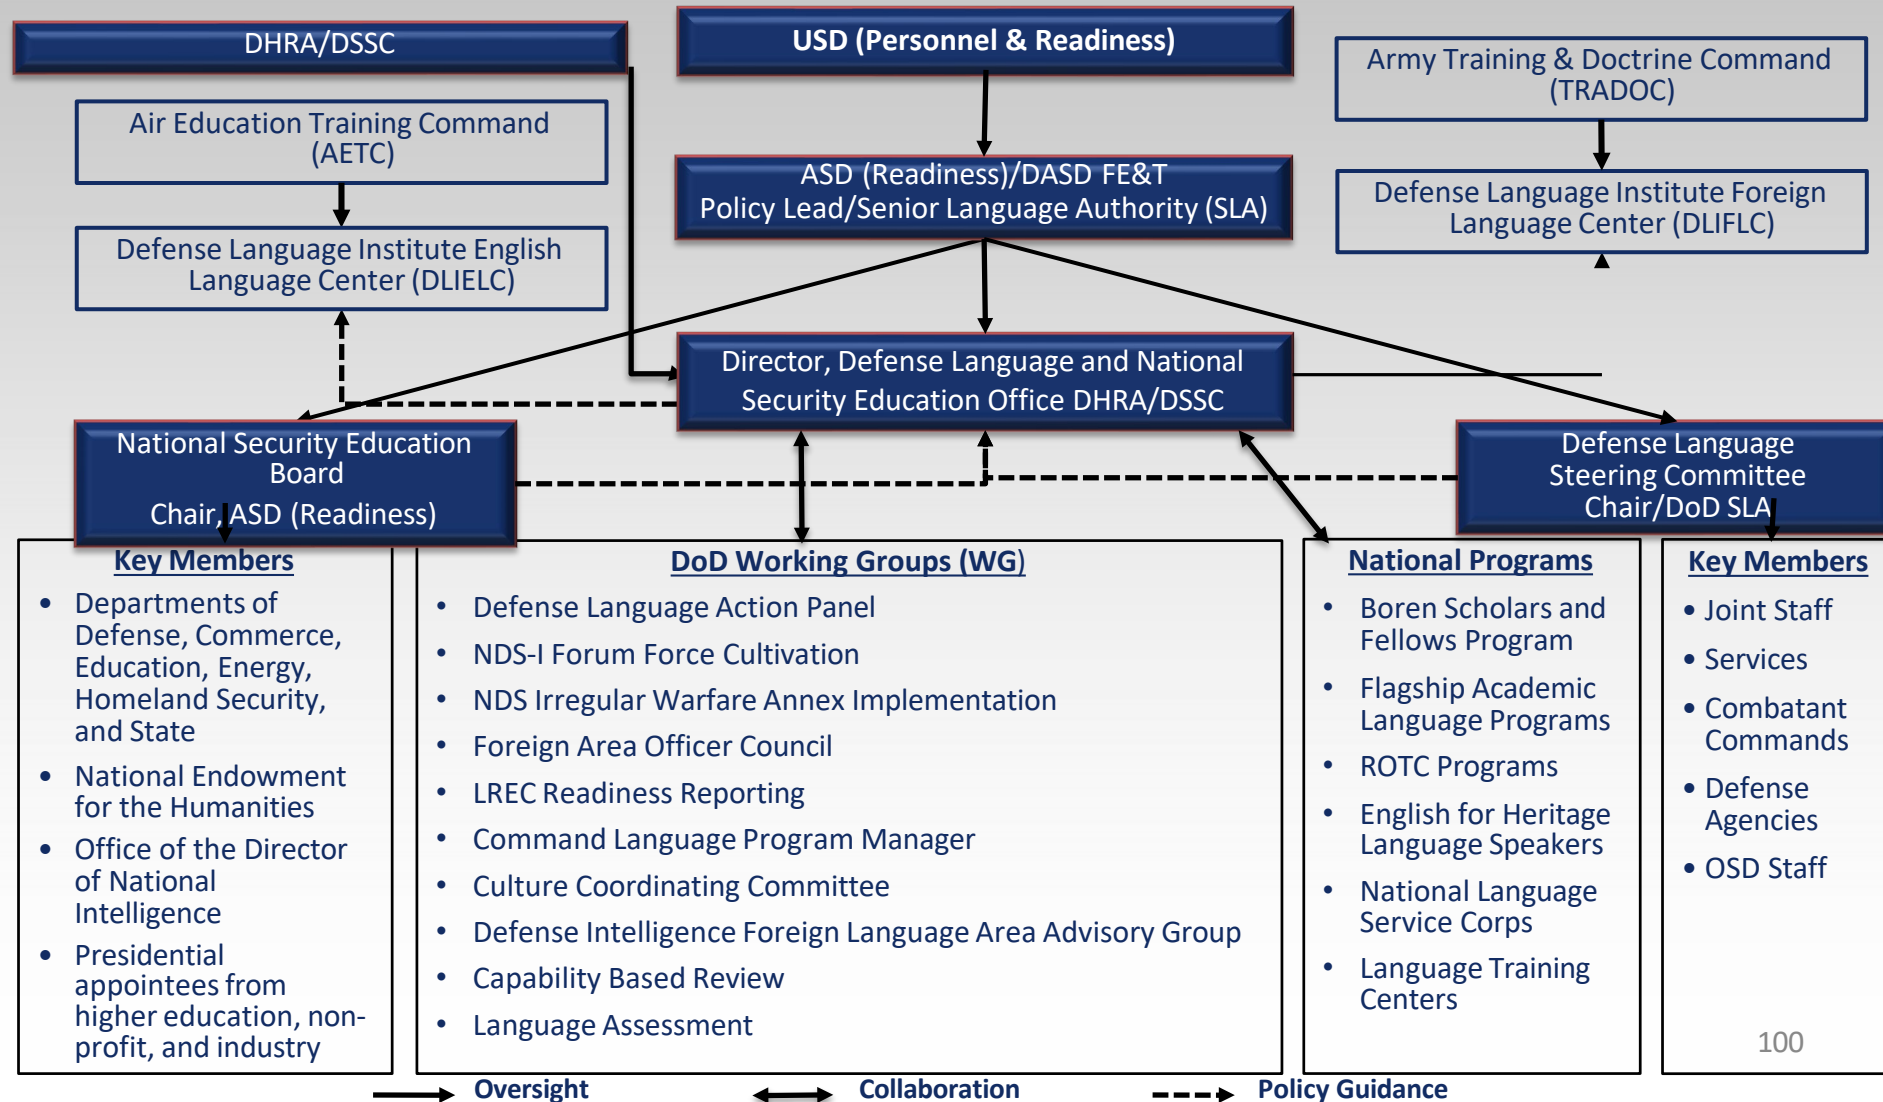 DHRA/DSSC
USD (Personnel & Readiness)
Army Training & Doctrine Command
(TRADOC)
Air Education Training Command
(AETC)
ASD (Readiness)/DASD FE&T
Policy Lead/Senior Language Authority (SLA)
Defense Language Institute Foreign
Language Center (DLIFLC)
Defense Language Institute English
Language Center (DLIELC)
Director, Defense Language and National
Security Education Office DHRA/DSSC
National Security Education
Board
Chair, ASD (Readiness)
Defense Language
Steering Committee
Chair/DoD SLA
Key Members
• Departments of
Defense, Commerce,
Education, Energy,
Homeland Security,
and State
• National Endowment
for the Humanities
• Office of the Director
of National
Intelligence
• Presidential
appointees from
higher education, non-
profit, and industry
DoD Working Groups (WG)
• Defense Language Action Panel
• NDS-I Forum Force Cultivation
• NDS Irregular Warfare Annex Implementation
• Foreign Area Officer Council
• LREC Readiness Reporting
• Command Language Program Manager
• Culture Coordinating Committee
• Defense Intelligence Foreign Language Area Advisory Group
• Capability Based Review
• Language Assessment
National Programs
• Boren Scholars and
Fellows Program
• Flagship Academic
Language Programs
• ROTC Programs
• English for Heritage
Language Speakers
• National Language
Service Corps
• Language Training
Centers
Key Members
• Joint Staff
• Services
• Combatant
Commands
• Defense
Agencies
• OSD Staff
100
Oversight
Collaboration
Policy Guidance